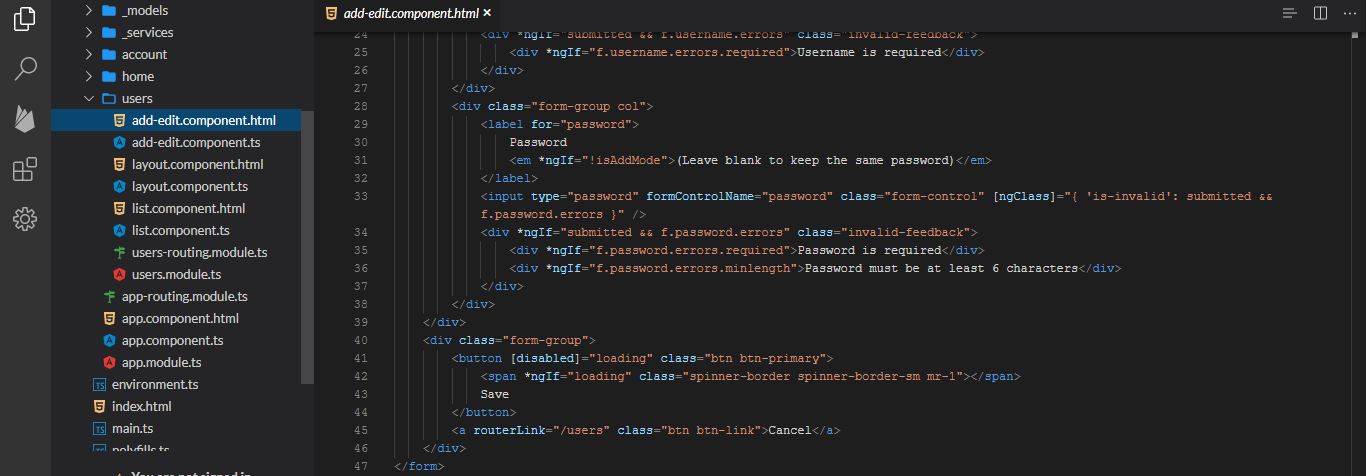 _models
_services
account
home
users
add-edit.component.html
add-edit.component.ts
layout.component.html
layout.component.ts
list.component.html
list.component.ts
users-routing.module.ts
users.module.ts
app-routing.module.ts
app.component.html
app.component.ts
app.module.ts
TS environment.ts
index.html
TS main.ts
TS polyfills.ts
You are not signed in
add-edit.component.html ×
24 <div *ngIf="submitted && f.username.errors" class="invalid-feedback">
25 <div *ngIf="f.username.errors.required">Username is required</div>
26 </div>
27 </div>
28 <div class="form-group col">
29 <label for="password">
30 Password
31 <em *ngIf="!isAddMode">(Leave blank to keep the same password)</em>
32 </label>
33 <input type="password" formControlName="password" class="form-control" [ngClass]="{ 'is-invalid': submitted &&
f.password.errors }" />
34 <div *ngIf="submitted && f.password.errors" class="invalid-feedback">
35 <div *ngIf="f.password.errors.required">Password is required</div>
36 <div *ngIf="f.password.errors.minlength">Password must be at least 6 characters</div>
37 </div>
38 </div>
39 </div>
40 <div class="form-group">
41 <button [disabled]="loading" class="btn btn-primary">
42 <span *ngIf="loading" class="spinner-border spinner-border-sm mr-1"></span>
43 Save
44 </button>
45 <a routerLink="/users" class="btn btn-link">Cancel</a>
46 </div>
47 </form>